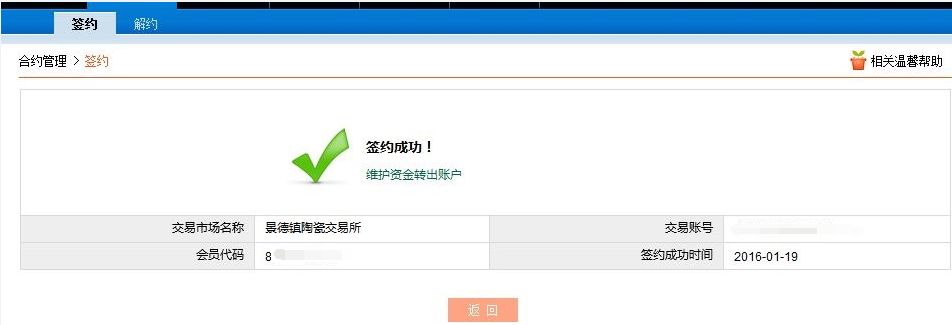 签约 解约
合约管理 > 签约 相关温馨帮助
签约成功！
维护资金转出账户
交易市场名称 景德镇陶瓷交易所 交易账号
会员代码 8 签约成功时间 2016-01-19
返 回